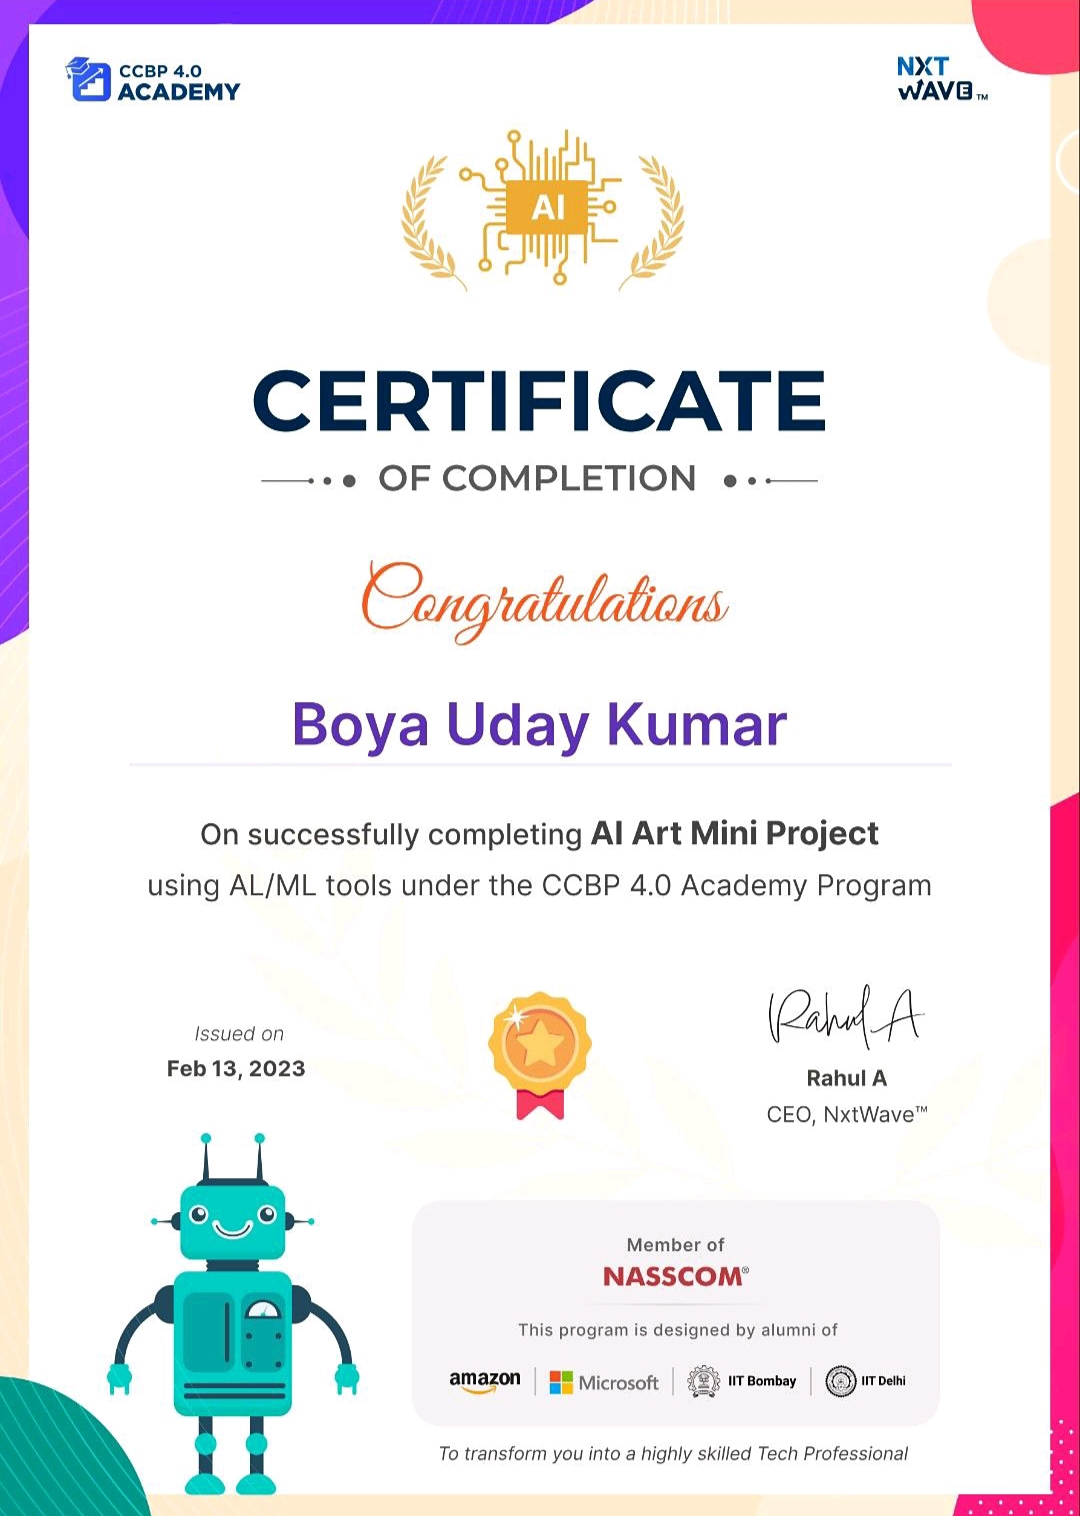 CCBP 4.0
ACADEMY
NXT
WAVE™
AI
CERTIFICATE
OF COMPLETION
Congratulations
Boya Uday Kumar
On successfully completing AI Art Mini Project
using AL/ML tools under the CCBP 4.0 Academy Program
Issued on
Feb 13, 2023
Rahul A
Rahul A
CEO, NxtWave™
Member of
NASSCOM®
This program is designed by alumni of
amazon
Microsoft
IIT Bombay
IIT Delhi
To transform you into a highly skilled Tech Professional